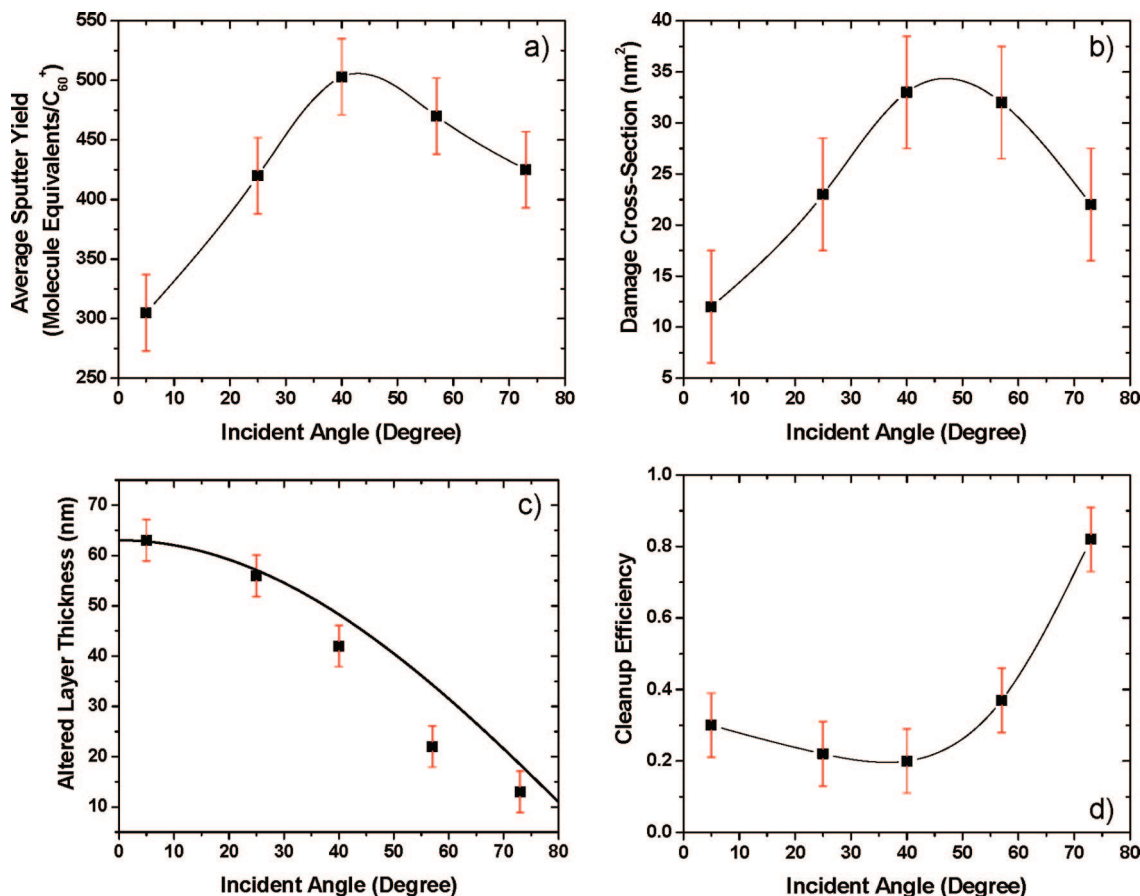 a)
Average Sputter Yield
(Molecule Equivalents/C₆₀⁺)
550
500
450
400
350
300
250
0 10 20 30 40 50 60 70 80
Incident Angle (Degree)
b)
Damage Cross-Section (nm²)
40
35
30
25
20
15
10
5
0 10 20 30 40 50 60 70 80
Incident Angle (Degree)
c)
Altered Layer Thickness (nm)
70
60
50
40
30
20
10
0 10 20 30 40 50 60 70 80
Incident Angle (Degree)
d)
Cleanup Efficiency
1.0
0.8
0.6
0.4
0.2
0.0
0 10 20 30 40 50 60 70 80
Incident Angle (Degree)